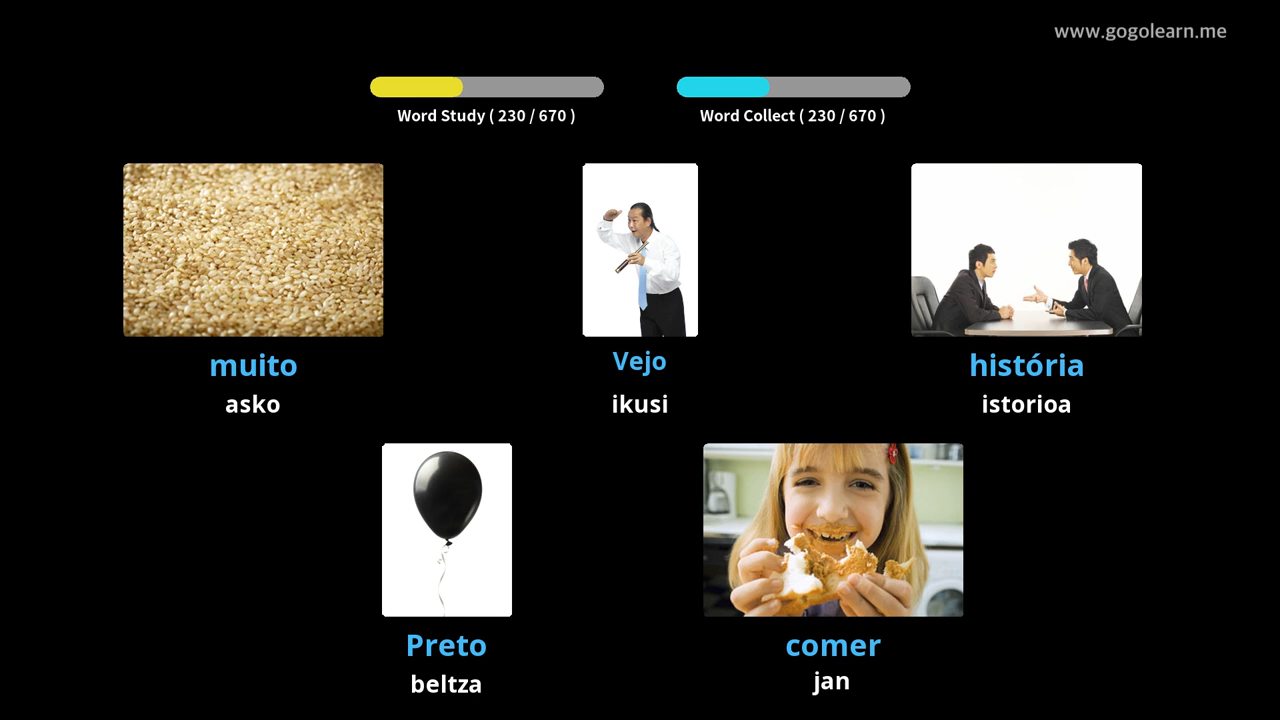 www.gogolearn.me
Word Study ( 230 / 670 )
Word Collect ( 230 / 670 )
muito
asko
Vejo
ikusi
história
istorioa
Preto
beltza
comer
jan